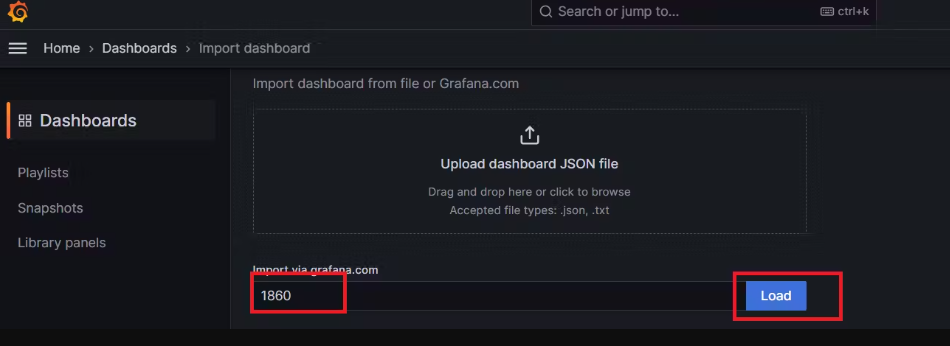 Search or jump to... ctrl+k
Home › Dashboards › Import dashboard
Import dashboard from file or Grafana.com
Dashboards
Upload dashboard JSON file
Playlists
Drag and drop here or click to browse
Snapshots
Accepted file types: .json, .txt
Library panels
Import via grafana.com
1860 Load